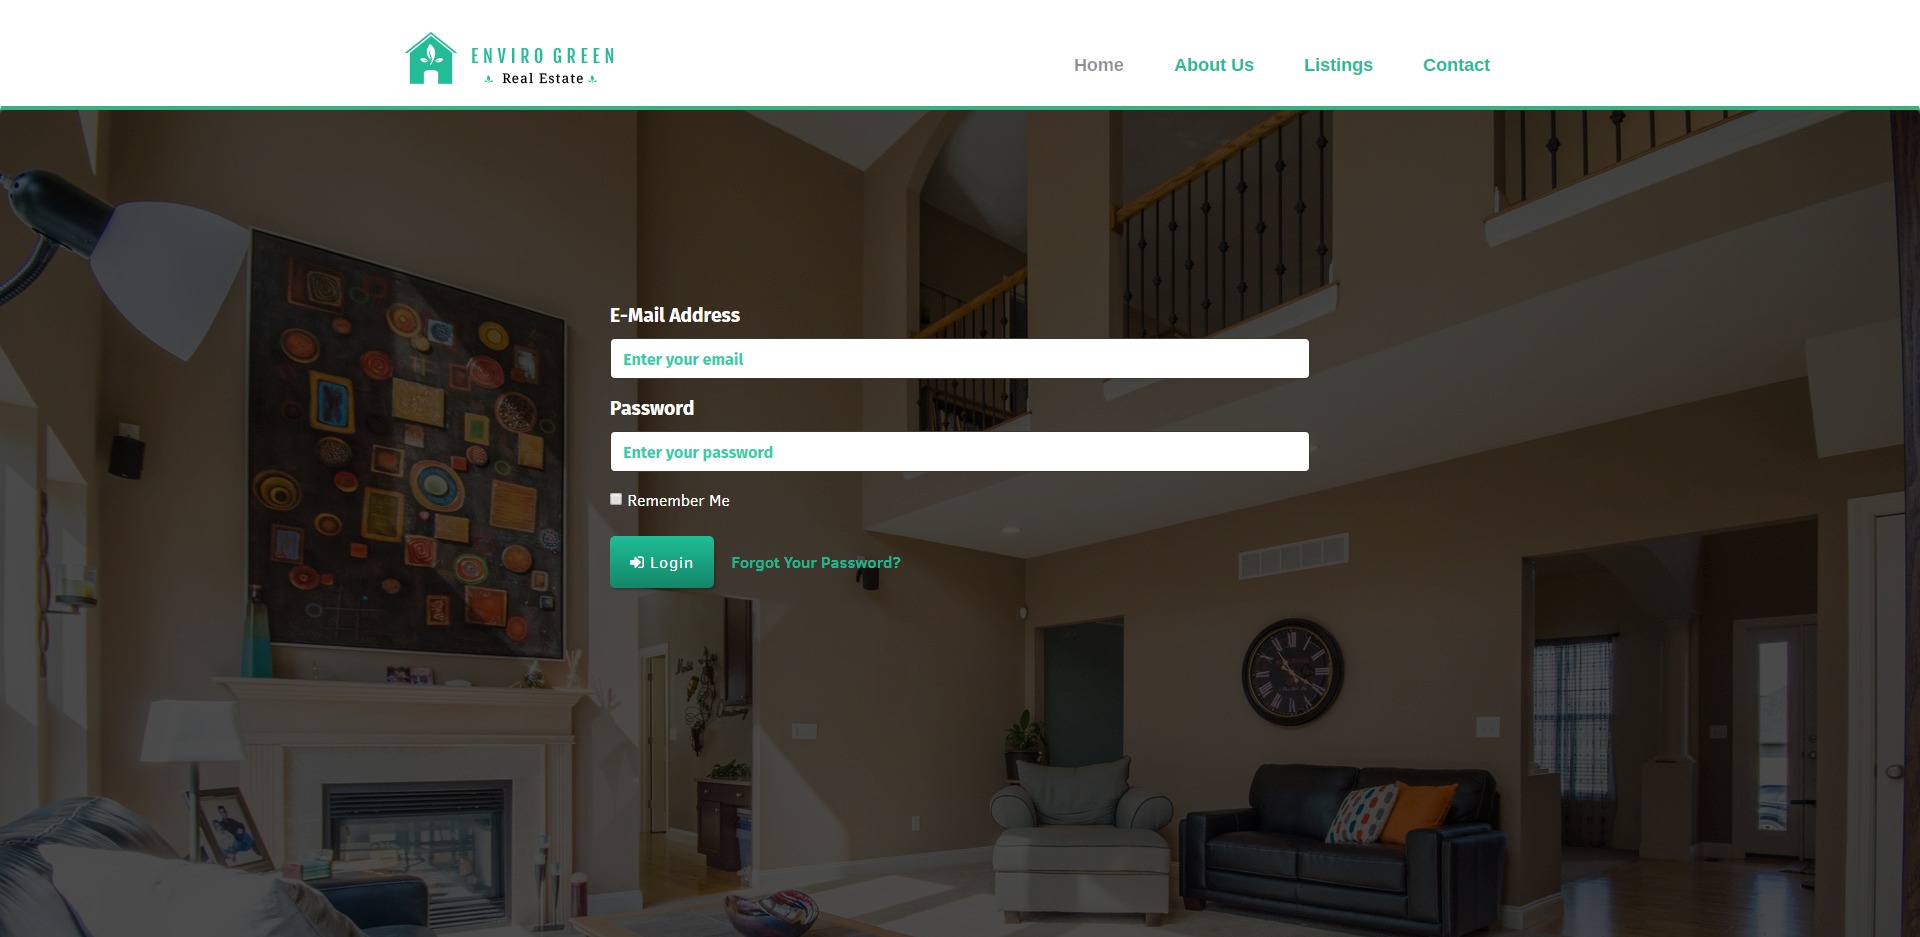 ENVIRO GREEN
Real Estate
Home
About Us
Listings
Contact
E-Mail Address
Enter your email
Password
Enter your password
Remember Me
Login
Forgot Your Password?